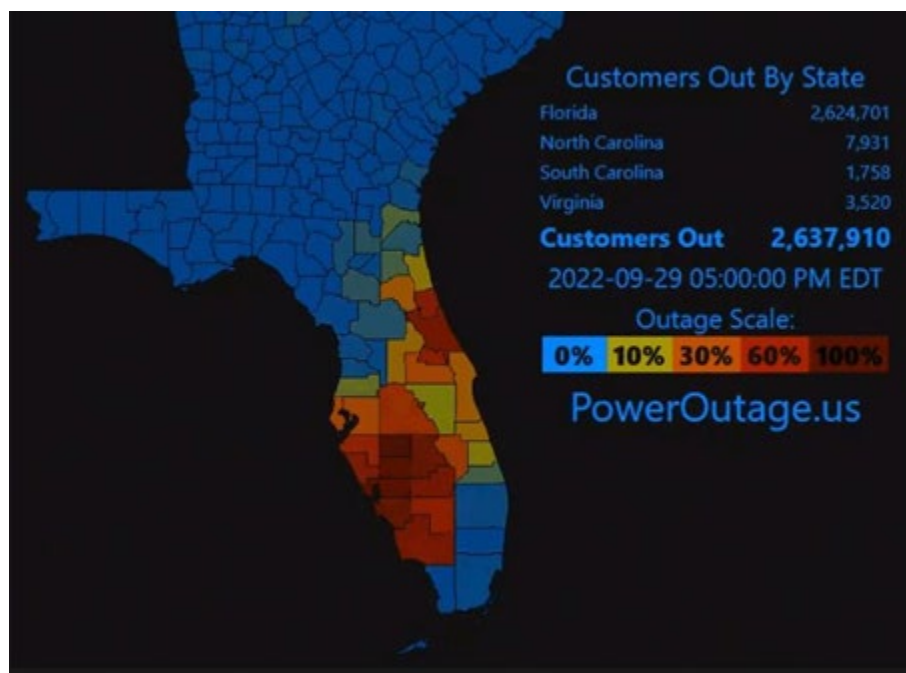 Customers Out By State
Florida 2,624,701
North Carolina 7,931
South Carolina 1,758
Virginia 3,520
Customers Out 2,637,910
2022-09-29 05:00:00 PM EDT
Outage Scale:
0% 10% 30% 60% 100%
PowerOutage.us